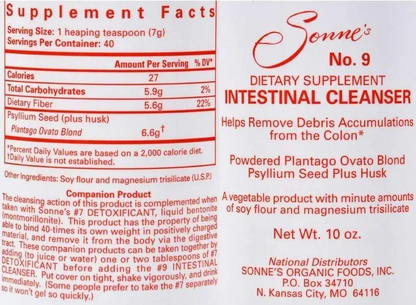 Supplement Facts
Serving Size: 1 heaping teaspoon (7g)
Servings Per Container: 40
Amount Per Serving % DV*
Calories 27
Total Carbohydrates 5.9g 2%
Dietary Fiber 5.6g 22%
Psyllium Seed (plus husk)
Plantago Ovato Blond 6.6g†
*Percent Daily Values are based on a 2,000 calorie diet.
†Daily Value is not established.
Other Ingredients: Soy flour and magnesium trisilicate (U.S.P.)
Companion Product
The cleansing action of this product is complemented when
taken with Sonne's #7 DETOXIFICANT, liquid bentonite
(montmorillonite). This product has the property of being
able to bind 40-times its own weight in positively charged
material, and remove it from the body via the digestive
tract. These companion products can be taken together by
adding (to juice or water) one or two tablespoons of #7
DETOXIFICANT before adding the #9 INTESTINAL
CLEANSER. Put cover on tight, shake vigorously, and drink
immediately. (Some people prefer to take the #7 separately
so it won't gel so quickly.)
Sonne's
No. 9
DIETARY SUPPLEMENT
INTESTINAL CLEANSER
Helps Remove Debris Accumulations
from the Colon*
Powdered Plantago Ovato Blond
Psyllium Seed Plus Husk
A vegetable product with minute amounts
of soy flour and magnesium trisilicate
Net Wt. 10 oz.
National Distributors
SONNE'S ORGANIC FOODS, INC.
P.O. Box 34710
N. Kansas City, MO 64116